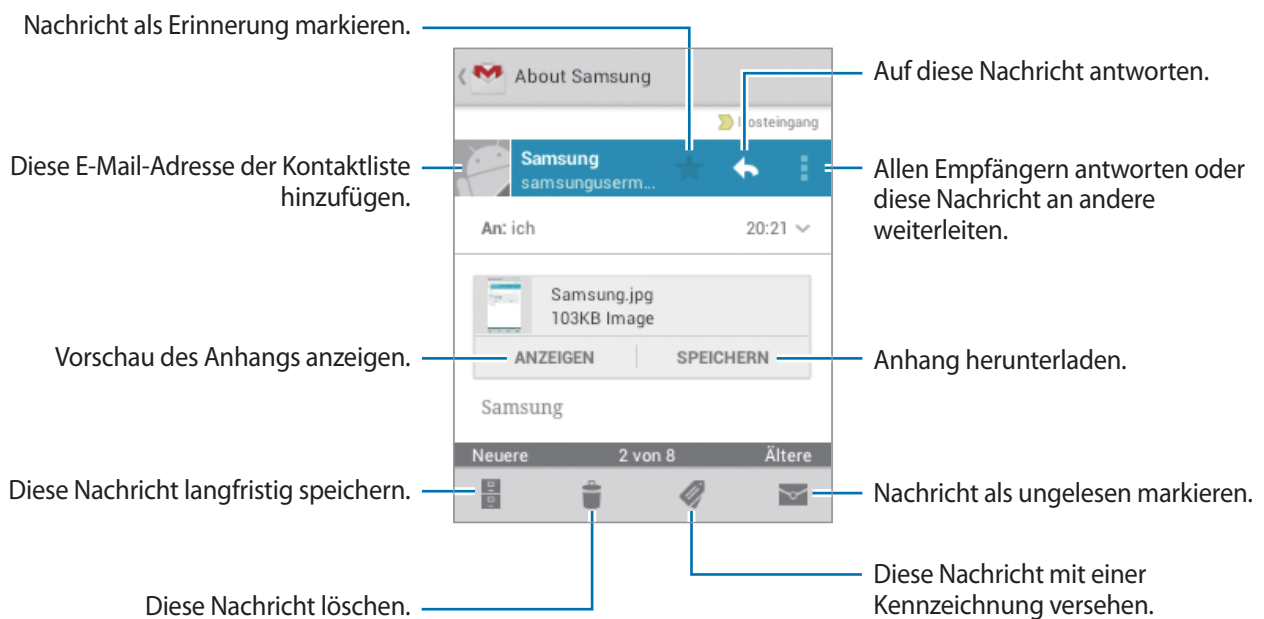 Nachricht als Erinnerung markieren.
About Samsung
Auf diese Nachricht antworten.
Posteingang
Diese E-Mail-Adresse der Kontaktliste
hinzufügen.
Samsung
samsunguserm...
Allen Empfängern antworten oder
diese Nachricht an andere
weiterleiten.
An: ich
20:21
Samsung.jpg
103KB Image
Vorschau des Anhangs anzeigen.
ANZEIGEN
SPEICHERN
Anhang herunterladen.
Samsung
Neuere
2 von 8
Ältere
Diese Nachricht langfristig speichern.
Nachricht als ungelesen markieren.
Diese Nachricht löschen.
Diese Nachricht mit einer
Kennzeichnung versehen.